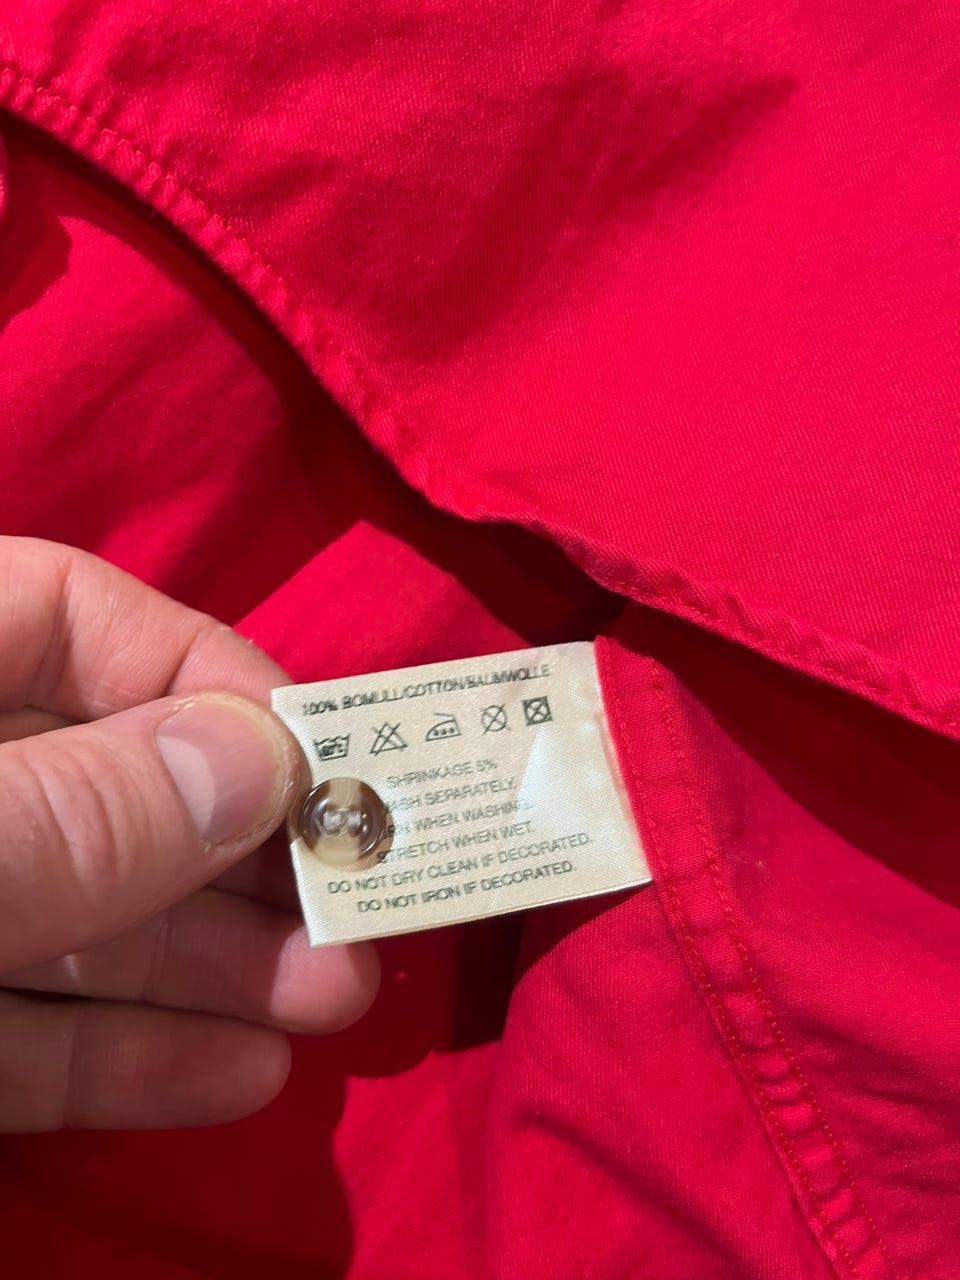 100% BOMULL/COTTON/BAUMWOLLE
SHRINKAGE 5%
SEPARATELY.
WHEN WASHING.
STRETCH WHEN WET.
DO NOT DRY CLEAN IF DECORATED.
DO NOT IRON IF DECORATED.